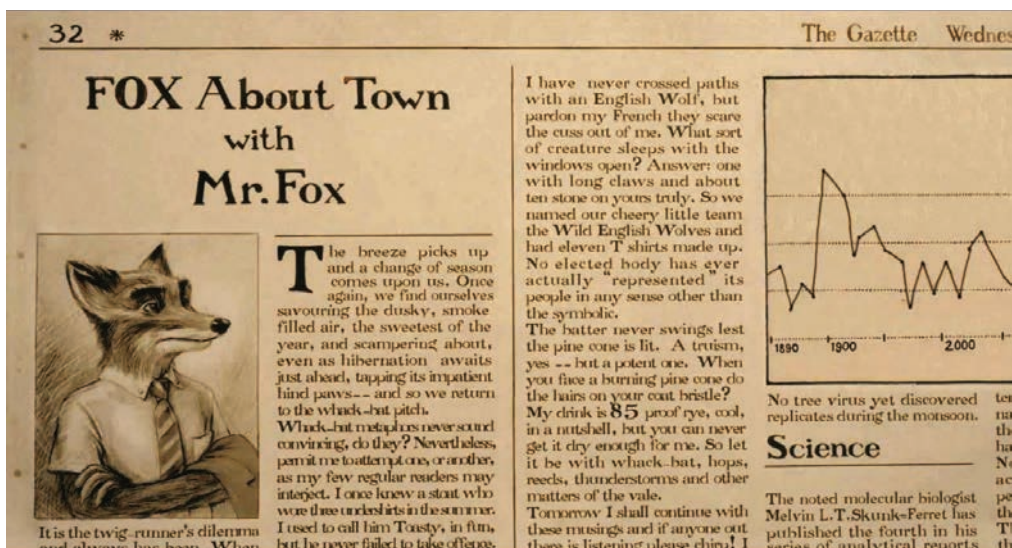 32 *
The Gazette Wednes
FOX About Town
with
Mr. Fox
The breeze picks up
and a change of season
comes upon us. Once
again, we find ourselves
savouring the dusky, smoke
filled air, the sweetest of the
year, and scampering about,
even as hibernation awaits
just ahead, tapping its impatient
hind paws -- and so we return
to the whack-bat pitch.
Whack-bat metaphors never sound
convincing, do they? Nevertheless,
permit me to attempt one, or another,
as my few regular readers may
interject. I once knew a stoat who
wore three undershirts in the summer.
I used to call him Toasty, in fun,
but he never failed to take offence.
It is the twig-runner's dilemma
and always has been. When
I have never crossed paths
with an English Wolf, but
pardon my French they scare
the cuss out of me. What sort
of creature sleeps with the
windows open? Answer: one
with long claws and about
ten stone on yours truly. So we
named our cheery little team
the Wild English Wolves and
had eleven T shirts made up.
No elected body has ever
actually "represented" its
people in any sense other than
the symbolic.
The batter never swings lest
the pine cone is lit. A truism,
yes -- but a potent one. When
you face a burning pine cone do
the hairs on your coat bristle?
My drink is 85 proof rye, cool,
in a nutshell, but you can never
get it dry enough for me. So let
it be with whack-bat, hops,
reeds, thunderstorms and other
matters of the vale.
Tomorrow I shall continue with
these musings and if anyone out
there is listening please chirp! I
1890 1900 2,000
No tree virus yet discovered
replicates during the monsoon.
Science
The noted molecular biologist
Melvin L.T. Skunk-Ferret has
published the fourth in his
series of analytical reports